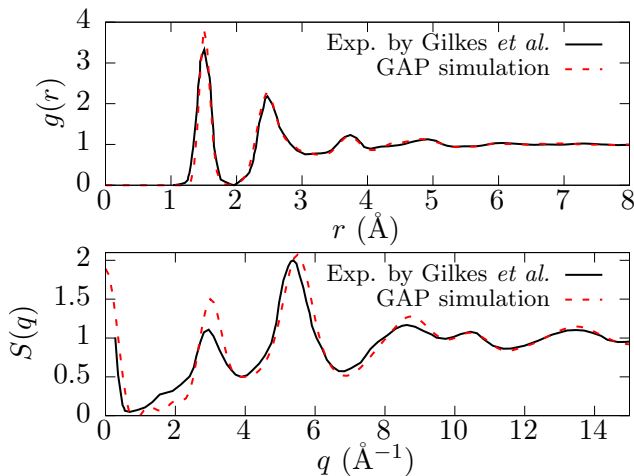 4
3
2
1
0
g(r)
Exp. by Gilkes et al.
GAP simulation
0 1 2 3 4 5 6 7 8
r (Å)
2
1.5
1
0.5
0
S(q)
Exp. by Gilkes et al.
GAP simulation
0 2 4 6 8 10 12 14
q (Å⁻¹)